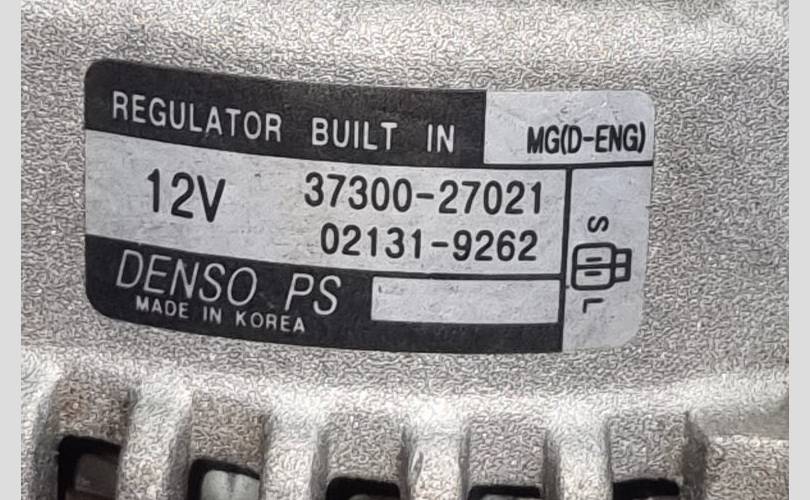 REGULATOR BUILT IN
MG(D-ENG)
12V
37300-27021
02131-9262
S
L
DENSO PS
MADE IN KOREA